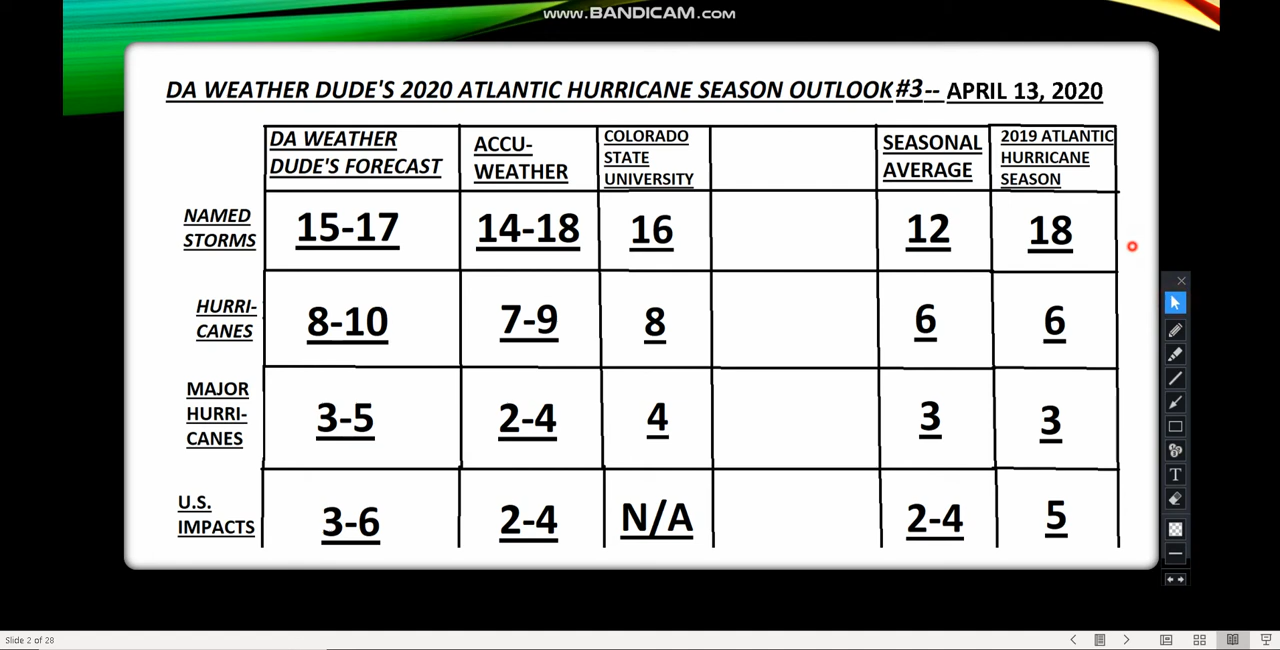 www.BANDICAM.com
DA WEATHER DUDE'S 2020 ATLANTIC HURRICANE SEASON OUTLOOK #3-- APRIL 13, 2020
DA WEATHER
DUDE'S FORECAST
ACCU-
WEATHER
COLORADO
STATE
UNIVERSITY
SEASONAL
AVERAGE
2019 ATLANTIC
HURRICANE
SEASON
NAMED
STORMS
15-17
14-18
16
12
18
HURRI-
CANES
8-10
7-9
8
6
6
MAJOR
HURRI-
CANES
3-5
2-4
4
3
3
U.S.
IMPACTS
3-6
2-4
N/A
2-4
5
T
Slide 2 of 28